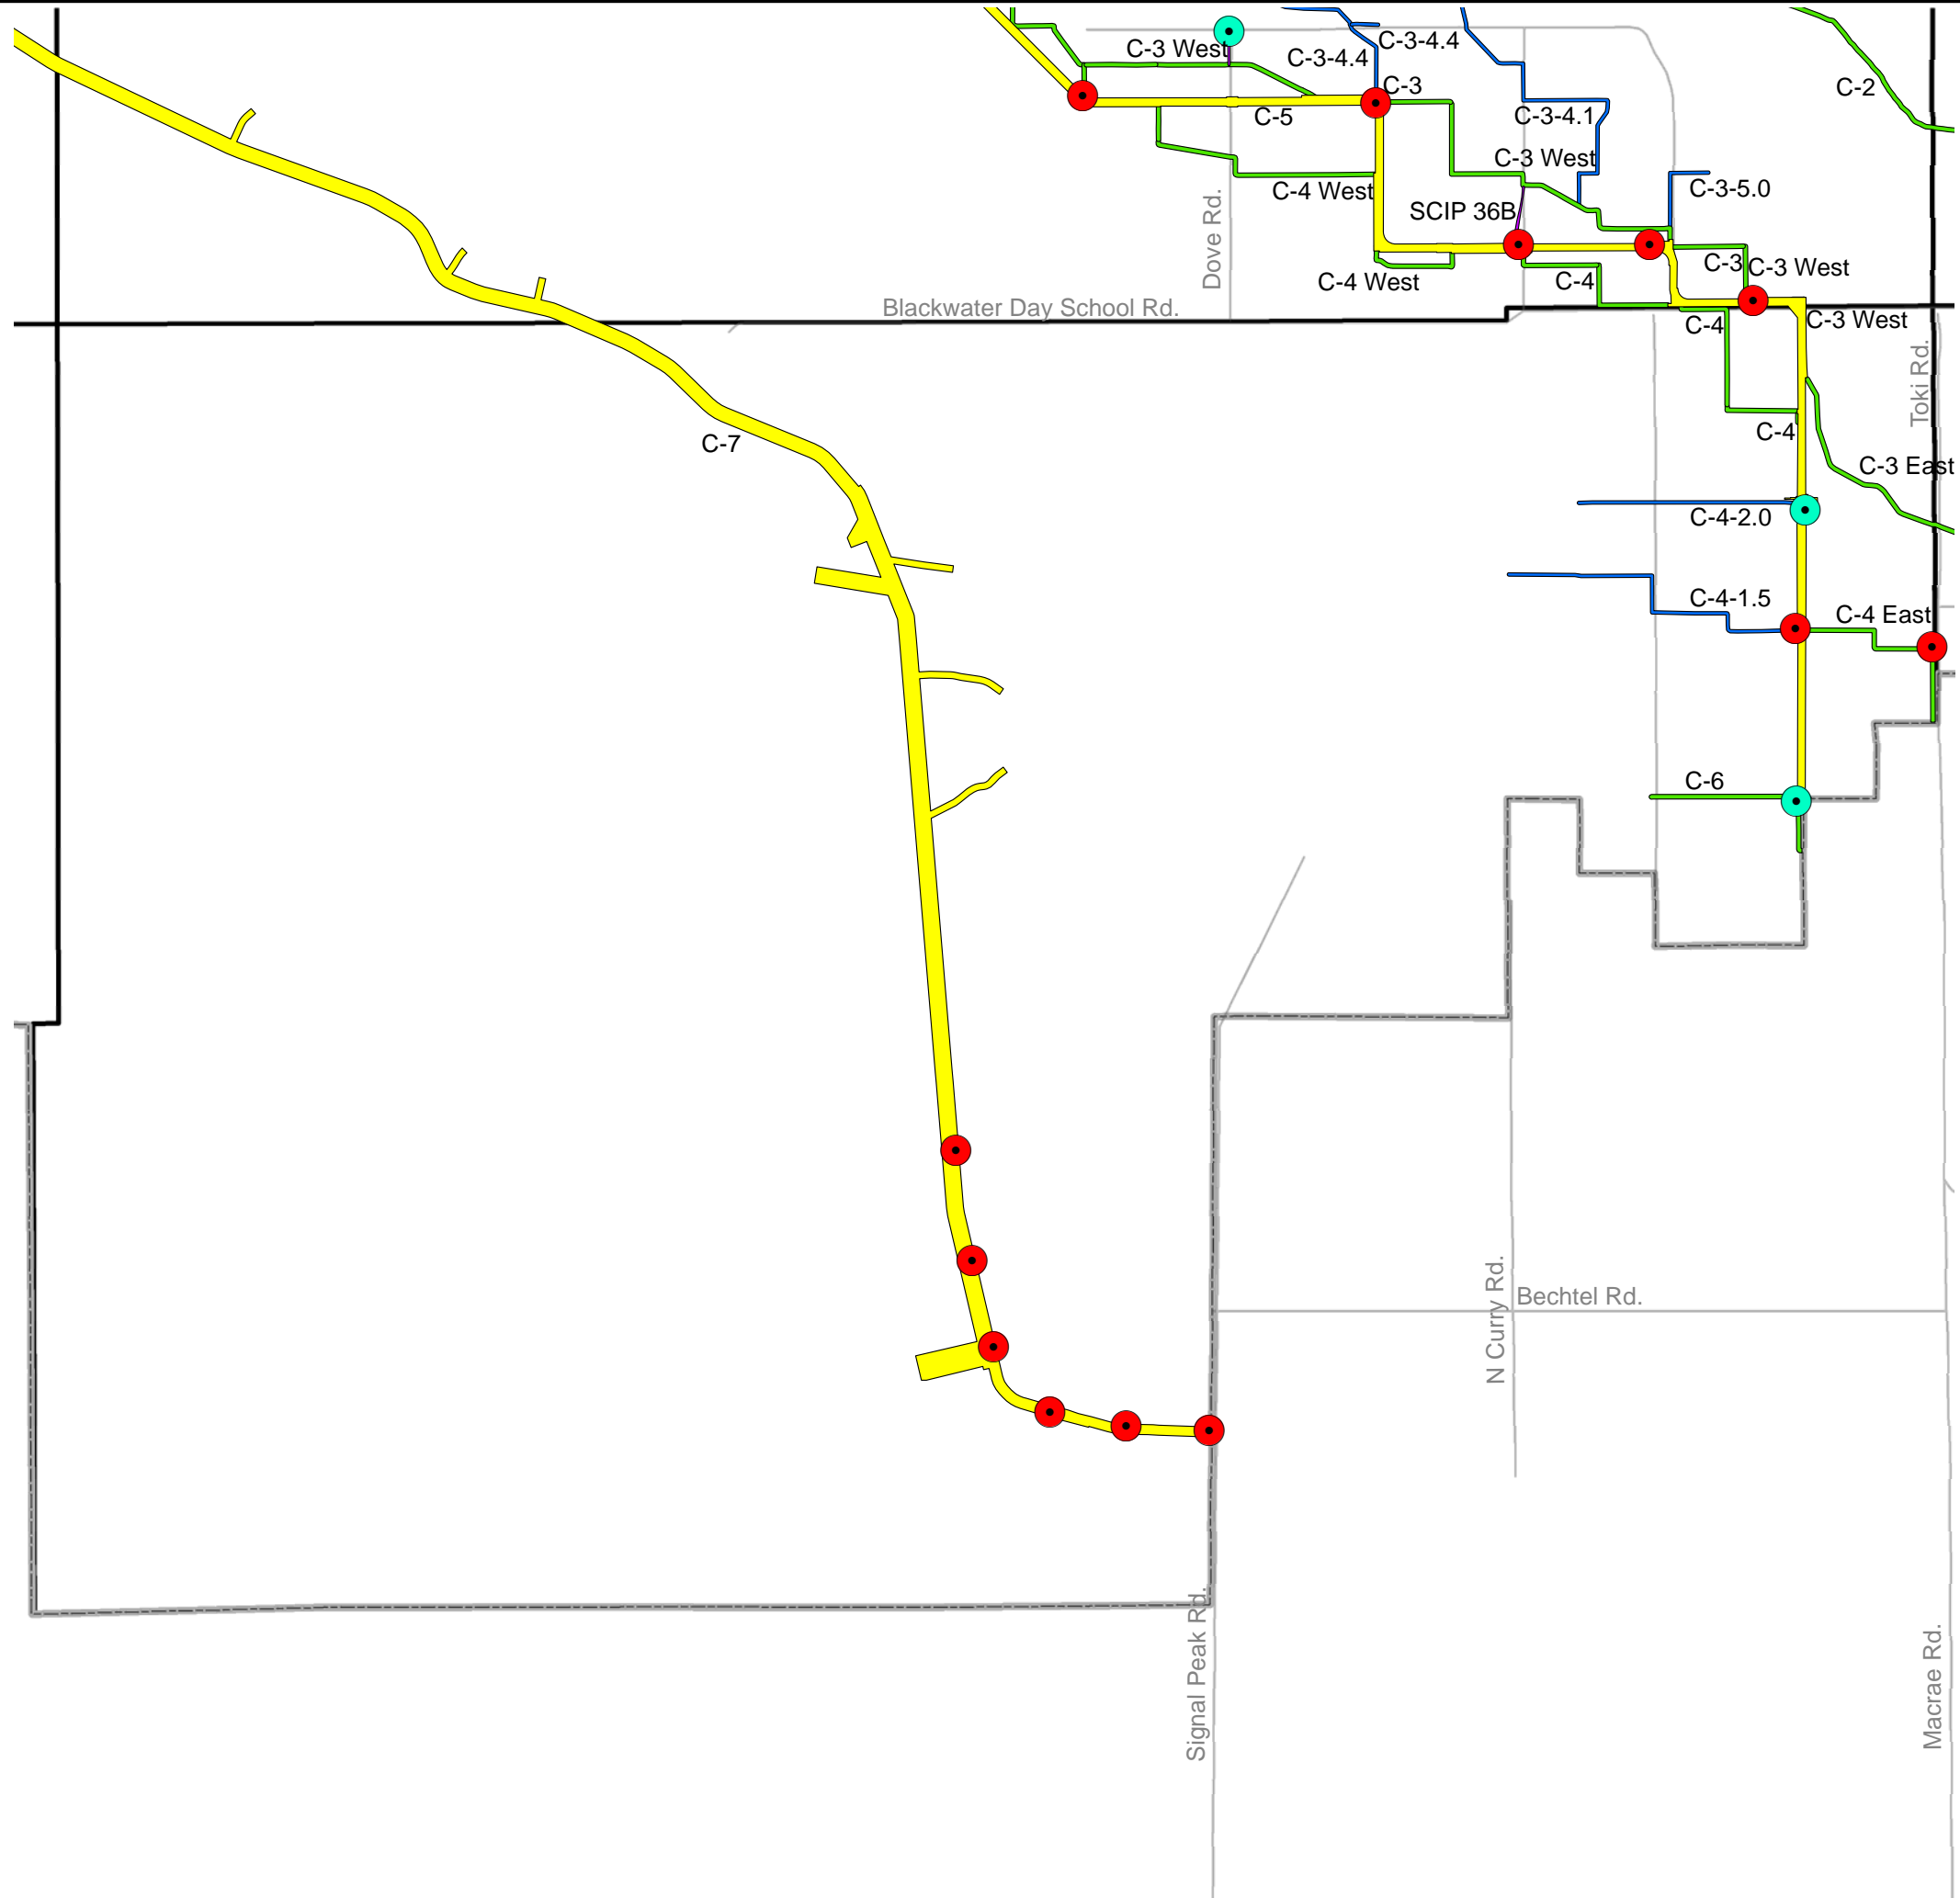 C-3 West
C-3-4.4
C-3-4.4
C-3
C-2
C-5
C-3-4.1
C-3 West
C-4 West
C-3-5.0
SCIP 36B
Dove Rd.
C-4 West
C-4
C-3
C-3 West
Blackwater Day School Rd.
C-4
C-3 West
Toki Rd.
C-7
C-4
C-3 East
C-4-2.0
C-4-1.5
C-4 East
C-6
N Curry Rd.
Bechtel Rd.
Signal Peak Rd.
Macrae Rd.